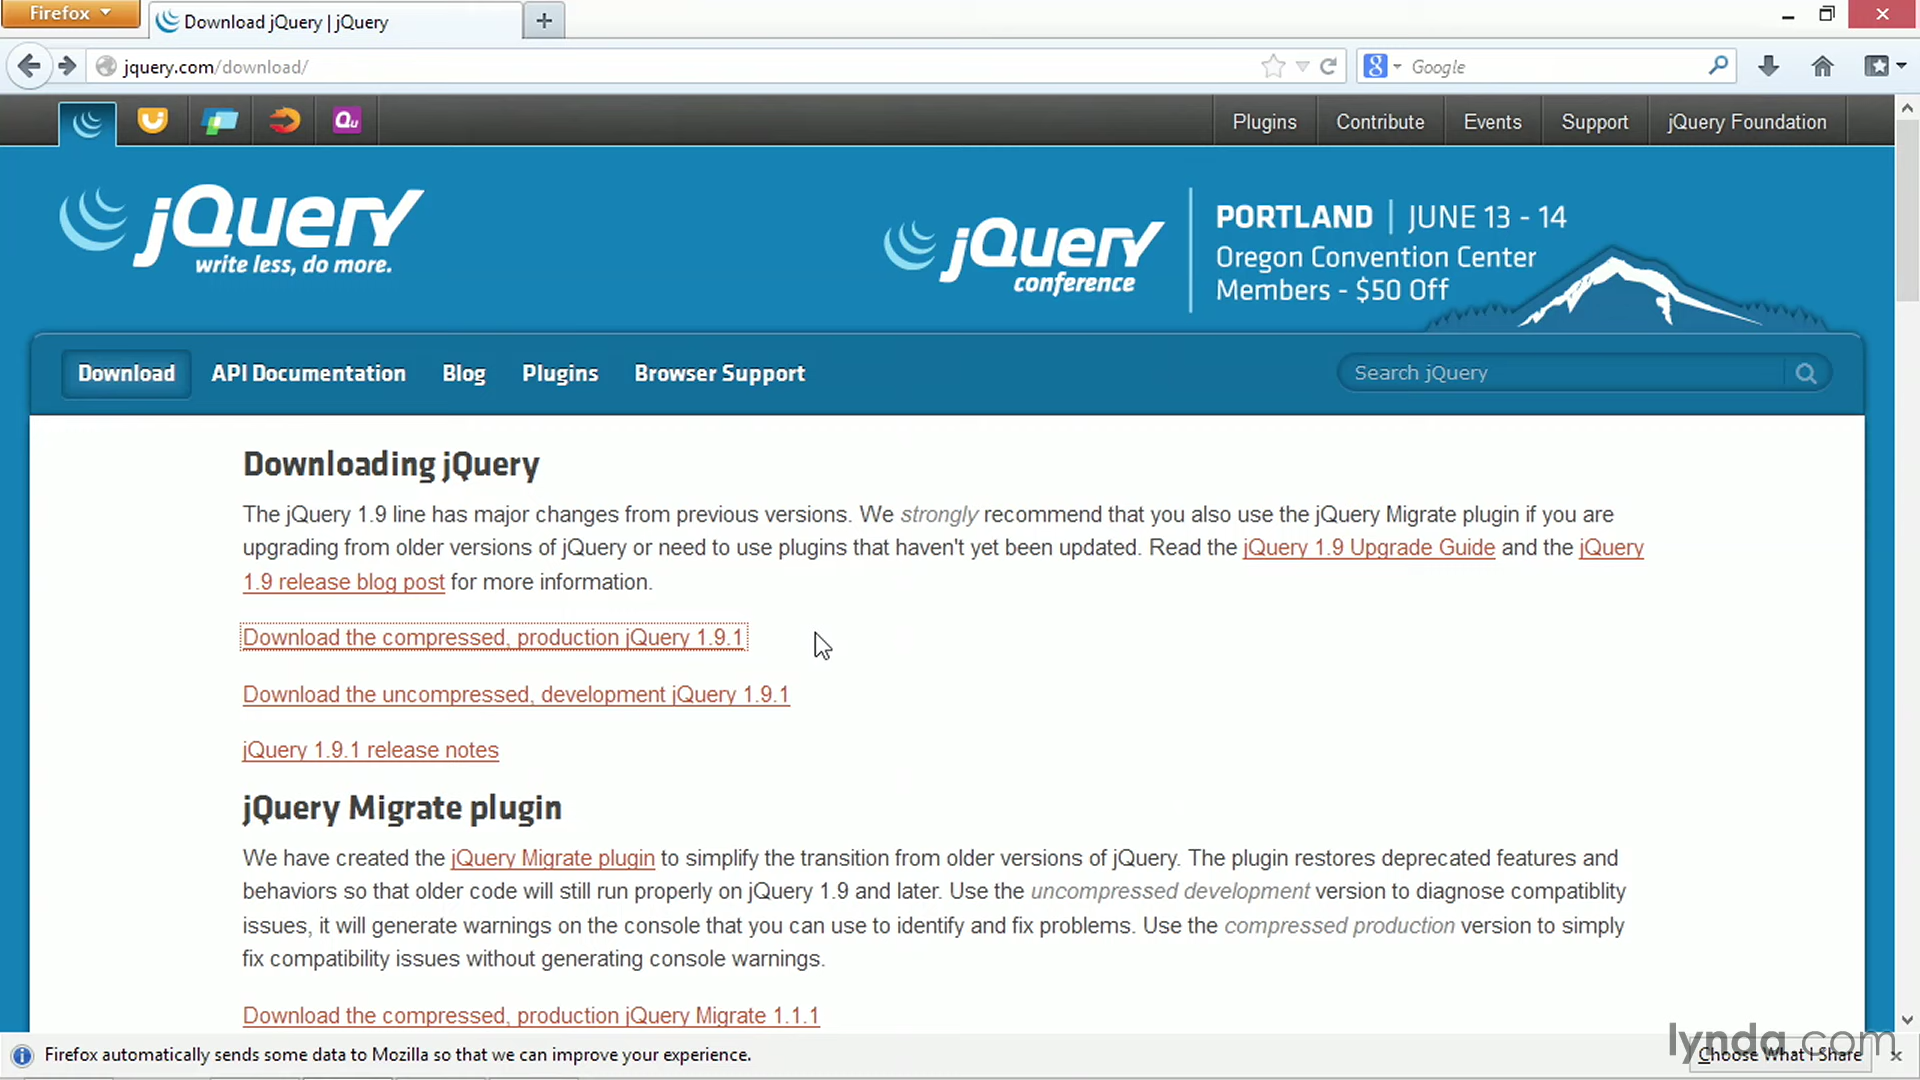 Firefox
Download jQuery | jQuery
jquery.com/download/
Google
Qu
Plugins
Contribute
Events
Support
jQuery Foundation
jQuery
write less, do more.
jQuery
conference
PORTLAND | JUNE 13 - 14
Oregon Convention Center
Members - $50 Off
Download
API Documentation
Blog
Plugins
Browser Support
Search jQuery
Downloading jQuery
The jQuery 1.9 line has major changes from previous versions. We strongly recommend that you also use the jQuery Migrate plugin if you are
upgrading from older versions of jQuery or need to use plugins that haven't yet been updated. Read the jQuery 1.9 Upgrade Guide and the jQuery
1.9 release blog post for more information.
Download the compressed, production jQuery 1.9.1
Download the uncompressed, development jQuery 1.9.1
jQuery 1.9.1 release notes
jQuery Migrate plugin
We have created the jQuery Migrate plugin to simplify the transition from older versions of jQuery. The plugin restores deprecated features and
behaviors so that older code will still run properly on jQuery 1.9 and later. Use the uncompressed development version to diagnose compatiblity
issues, it will generate warnings on the console that you can use to identify and fix problems. Use the compressed production version to simply
fix compatibility issues without generating console warnings.
Download the compressed, production jQuery Migrate 1.1.1
Firefox automatically sends some data to Mozilla so that we can improve your experience.
Choose What I Share
lynda.com